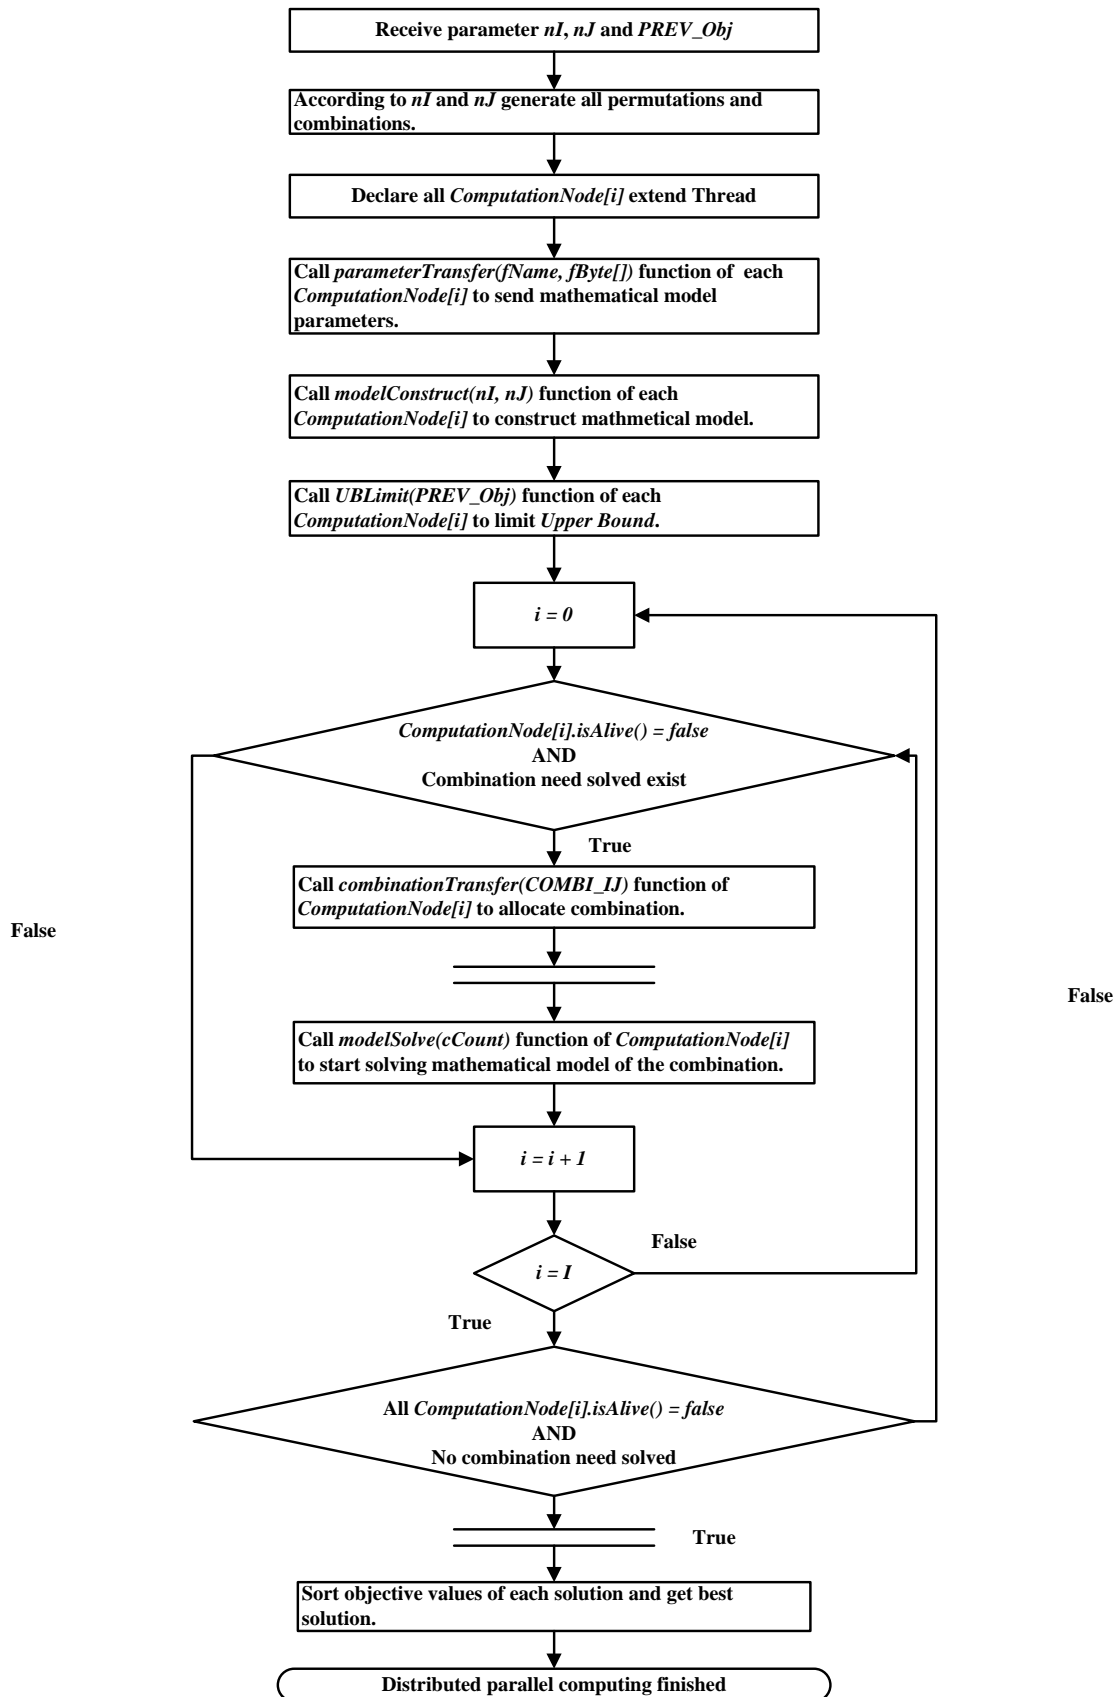 Receive parameter nI, nJ and PREV_Obj
According to nI and nJ generate all permutations and
combinations.
Declare all ComputationNode[i] extend Thread
Call parameterTransfer(fName, fByte[]) function of each
ComputationNode[i] to send mathematical model
parameters.
Call modelConstruct(nI, nJ) function of each
ComputationNode[i] to construct mathmetical model.
Call UBLimit(PREV_Obj) function of each
ComputationNode[i] to limit Upper Bound.
i = 0
ComputationNode[i].isAlive() = false
AND
Combination need solved exist
True
Call combinationTransfer(COMBI_IJ) function of
ComputationNode[i] to allocate combination.
False
False
Call modelSolve(cCount) function of ComputationNode[i]
to start solving mathematical model of the combination.
i = i + 1
False
i = I
True
All ComputationNode[i].isAlive() = false
AND
No combination need solved
True
Sort objective values of each solution and get best
solution.
Distributed parallel computing finished